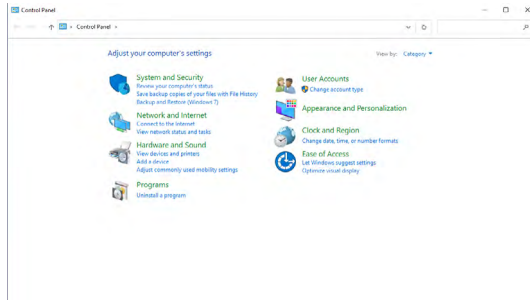 Control Panel
Control Panel
Adjust your computer's settings
View by: Category
System and Security
Review your computer's status
Save backup copies of your files with File History
Backup and Restore (Windows 7)
Network and Internet
Connect to the Internet
View network status and tasks
Hardware and Sound
View devices and printers
Add a device
Adjust commonly used mobility settings
Programs
Uninstall a program
User Accounts
Change account type
Appearance and Personalization
Clock and Region
Change date, time, or number formats
Ease of Access
Let Windows suggest settings
Optimize visual display